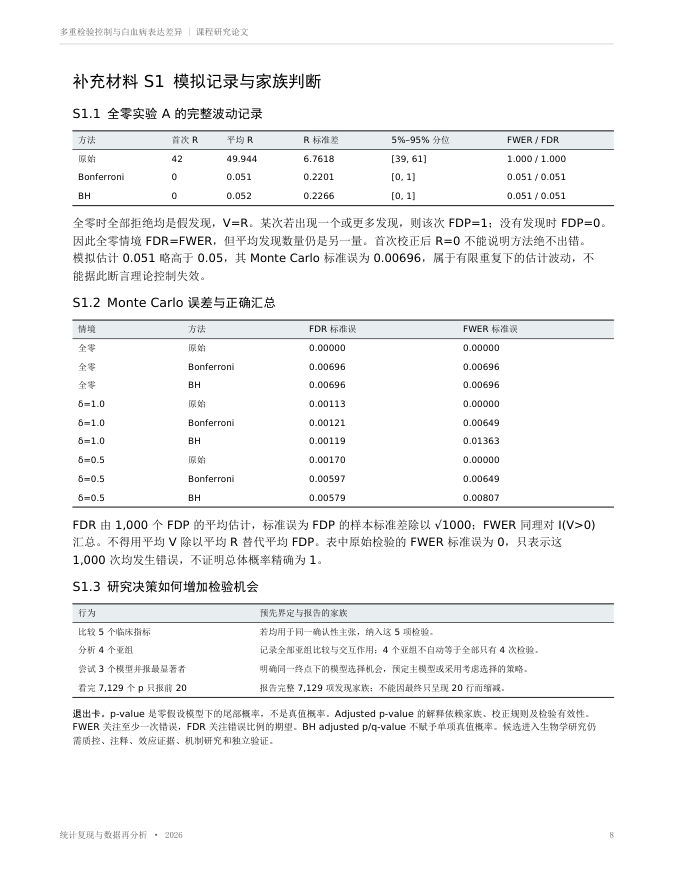 多重检验控制与白血病表达差异 | 课程研究论文
补充材料 S1 模拟记录与家族判断
S1.1 全零实验 A 的完整波动记录
方法 首次 R 平均 R R 标准差 5%–95% 分位 FWER / FDR
原始 42 49.944 6.7618 [39, 61] 1.000 / 1.000
Bonferroni 0 0.051 0.2201 [0, 1] 0.051 / 0.051
BH 0 0.052 0.2266 [0, 1] 0.051 / 0.051
全零时全部拒绝均是假发现，V=R。某次若出现一个或更多发现，则该次 FDP=1；没有发现时 FDP=0。
因此全零情境 FDR=FWER，但平均发现数量仍是另一量。首次校正后 R=0 不能说明方法绝不出错。
模拟估计 0.051 略高于 0.05，其 Monte Carlo 标准误为 0.00696，属于有限重复下的估计波动，不
能据此断言理论控制失效。
S1.2 Monte Carlo 误差与正确汇总
情境 方法 FDR 标准误 FWER 标准误
全零 原始 0.00000 0.00000
全零 Bonferroni 0.00696 0.00696
全零 BH 0.00696 0.00696
δ=1.0 原始 0.00113 0.00000
δ=1.0 Bonferroni 0.00121 0.00649
δ=1.0 BH 0.00119 0.01363
δ=0.5 原始 0.00170 0.00000
δ=0.5 Bonferroni 0.00597 0.00649
δ=0.5 BH 0.00579 0.00807
FDR 由 1,000 个 FDP 的平均估计，标准误为 FDP 的样本标准差除以 √1000；FWER 同理对 I(V>0)
汇总。不得用平均 V 除以平均 R 替代平均 FDP。表中原始检验的 FWER 标准误为 0，只表示这
1,000 次均发生错误，不证明总体概率精确为 1。
S1.3 研究决策如何增加检验机会
行为 预先界定与报告的家族
比较 5 个临床指标 若均用于同一确认性主张，纳入这 5 项检验。
分析 4 个亚组 记录全部亚组比较与交互作用；4 个亚组不自动等于全部只有 4 次检验。
尝试 3 个模型并报最显著者 明确同一终点下的模型选择机会，预定主模型或采用考虑选择的策略。
看完 7,129 个 p 只报前 20 报告完整 7,129 项发现家族；不能因最终只呈现 20 行而缩减。
退出卡。p-value 是零假设模型下的尾部概率，不是真值概率。Adjusted p-value 的解释依赖家族、校正规则及检验有效性。
FWER 关注至少一次错误，FDR 关注错误比例的期望。BH adjusted p/q-value 不赋予单项真值概率。候选进入生物学研究仍
需质控、注释、效应证据、机制研究和独立验证。
统计复现与数据再分析 • 2026 8